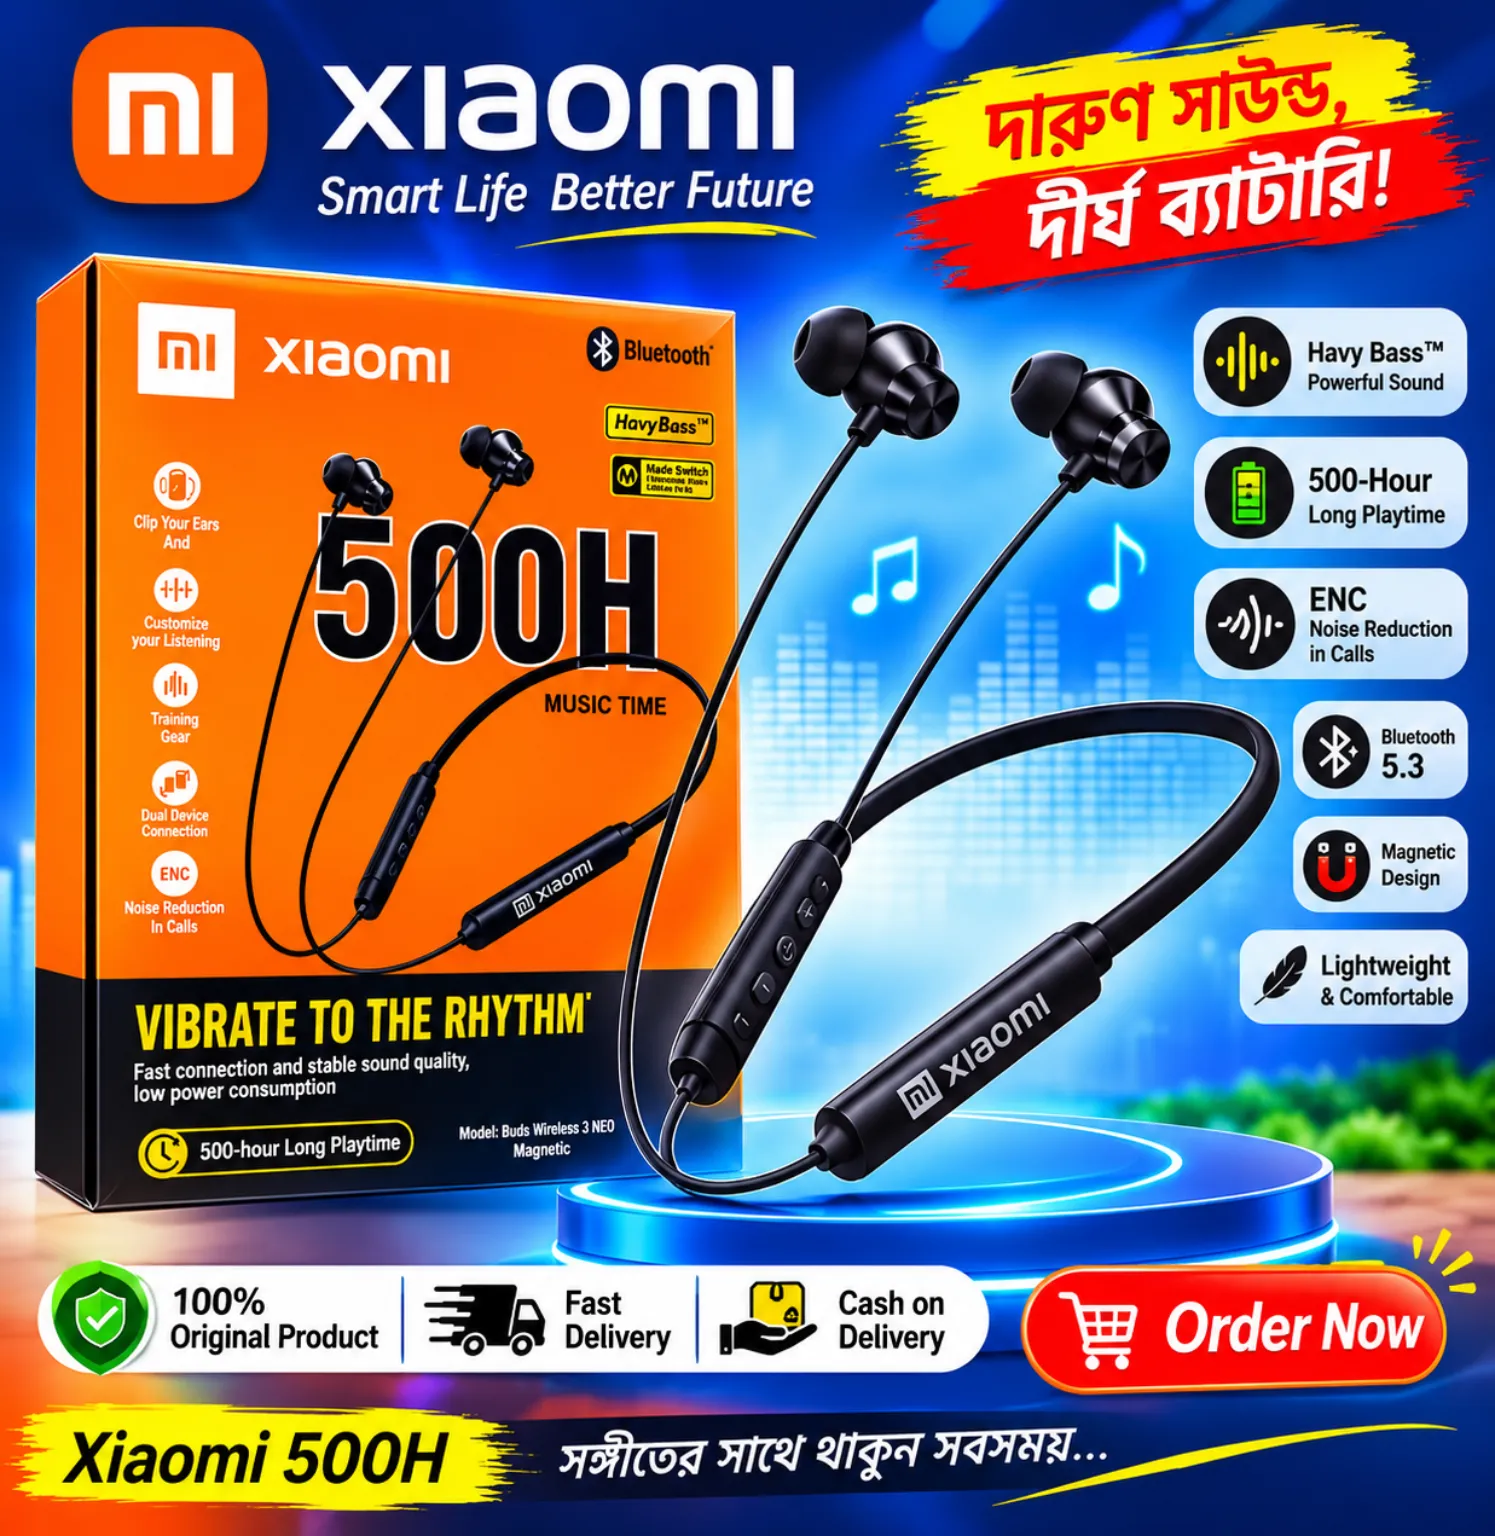 mi xiaomi
Smart Life Better Future
দারুণ সাউন্ড,
দীর্ঘ ব্যাটারি!
mi xiaomi
Bluetooth
HavyBass™
Made Switch
500H
MUSIC TIME
Clip Your Ears
And
Customize
your Listening
Training
Gear
Dual Device
Connection
ENC
Noise Reduction
In Calls
mi xiaomi
VIBRATE TO THE RHYTHM
Fast connection and stable sound quality,
low power consumption
500-hour Long Playtime
Model: Buds Wireless 3 NEO
Magnetic
mi xiaomi
Havy Bass™
Powerful Sound
500-Hour
Long Playtime
ENC
Noise Reduction
in Calls
Bluetooth
5.3
Magnetic
Design
Lightweight
& Comfortable
100%
Original Product
Fast
Delivery
Cash on
Delivery
Order Now
Xiaomi 500H
সঙ্গীতের সাথে থাকুন সবসময়...